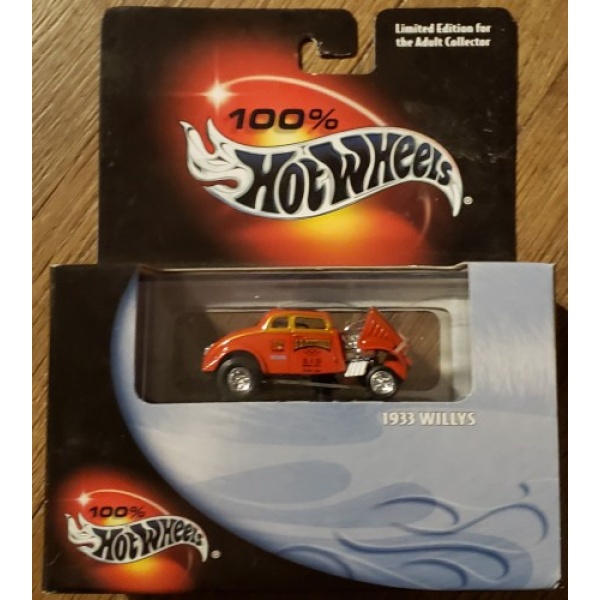 Limited Edition for
the Adult Collector
100%
HotWheels®
1933 WILLYS
100%
HotWheels®